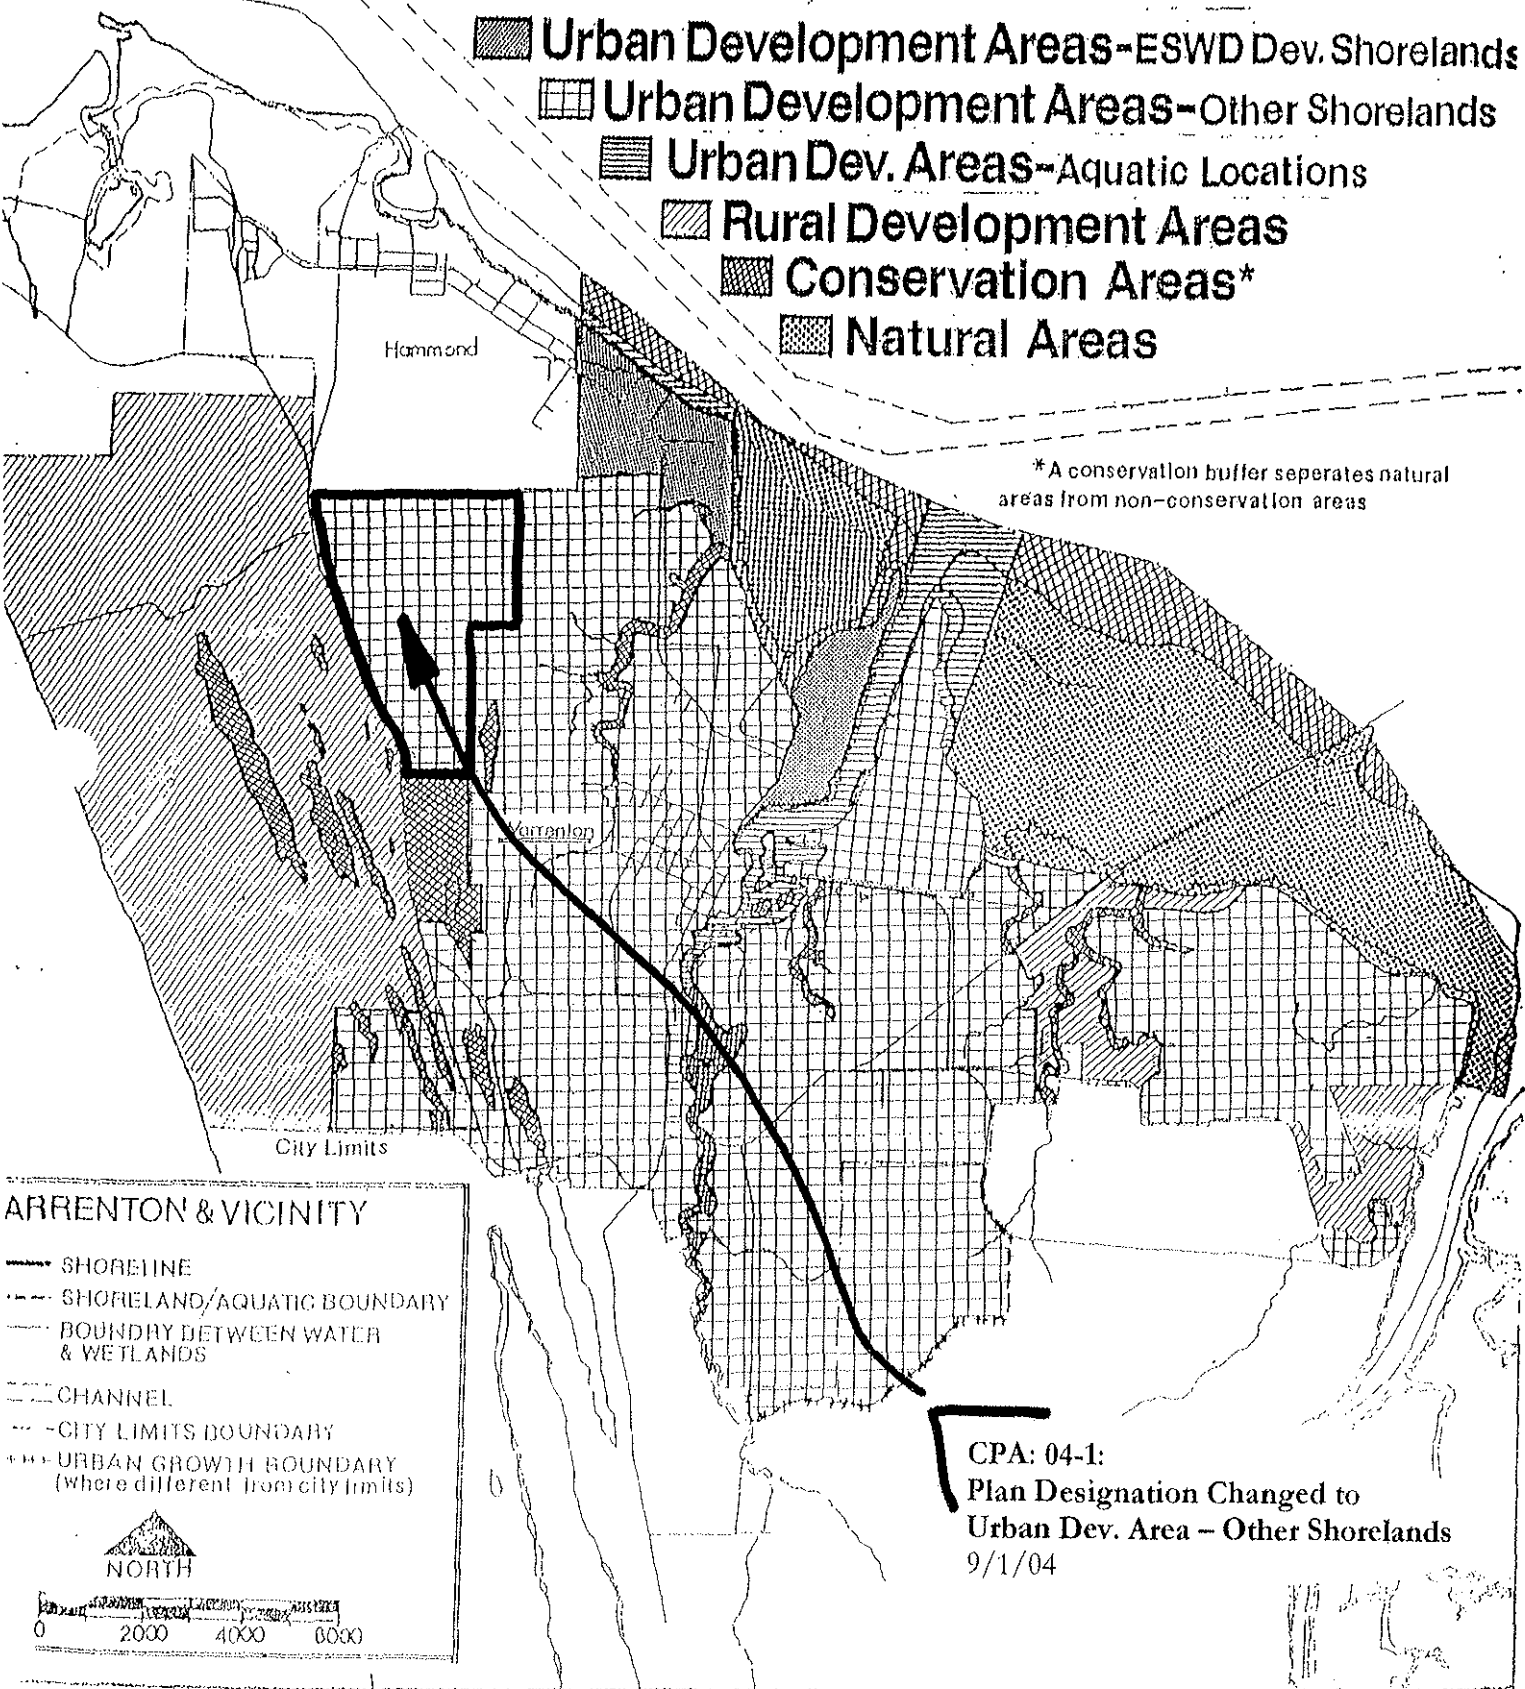 Urban Development Areas-ESWD Dev. Shorelands
Urban Development Areas-Other Shorelands
Urban Dev. Areas-Aquatic Locations
Rural Development Areas
Conservation Areas*
Natural Areas
Hammond
*A conservation buffer seperates natural
areas from non-conservation areas
Warrenton
City Limits
ARRENTON & VICINITY
SHORELINE
SHORELAND/AQUATIC BOUNDARY
BOUNDRY BETWEEN WATER
& WETLANDS
CHANNEL
CITY LIMITS BOUNDARY
URBAN GROWTH BOUNDARY
(where different from city limits)
NORTH
0 2000 4000 6000
CPA: 04-1:
Plan Designation Changed to
Urban Dev. Area – Other Shorelands
9/1/04